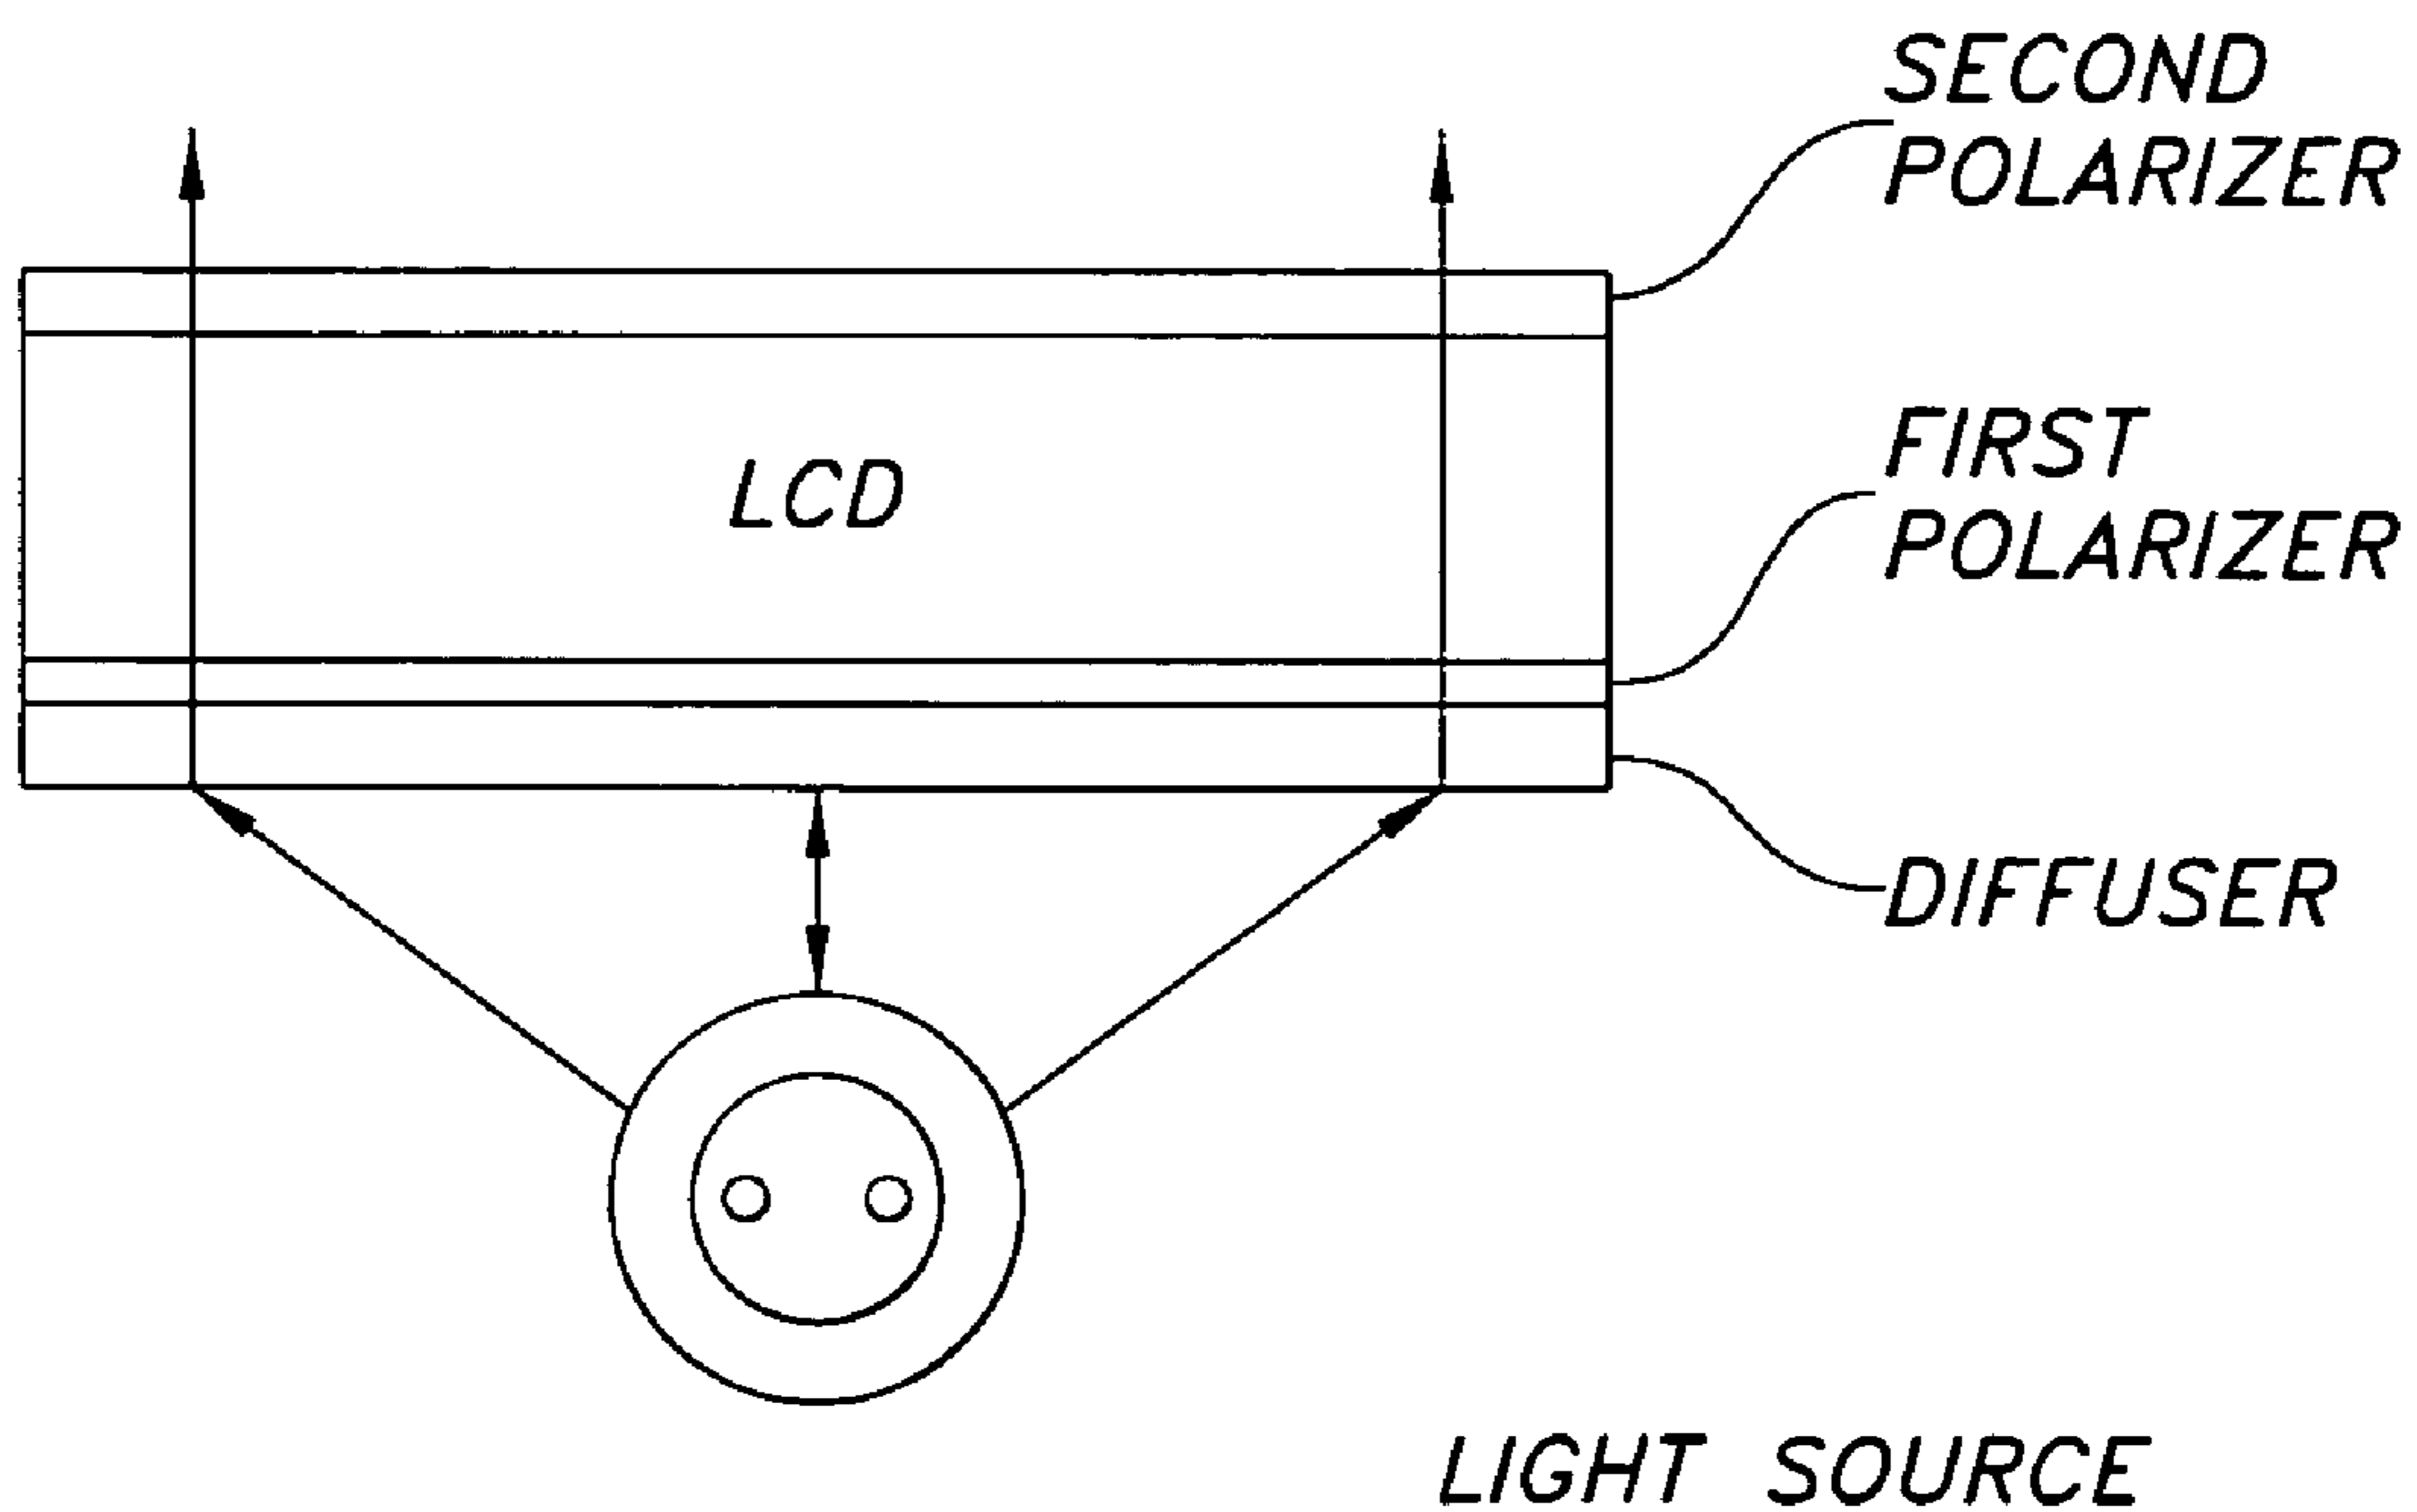 SECOND
POLARIZER
LCD
FIRST
POLARIZER
DIFFUSER
LIGHT SOURCE